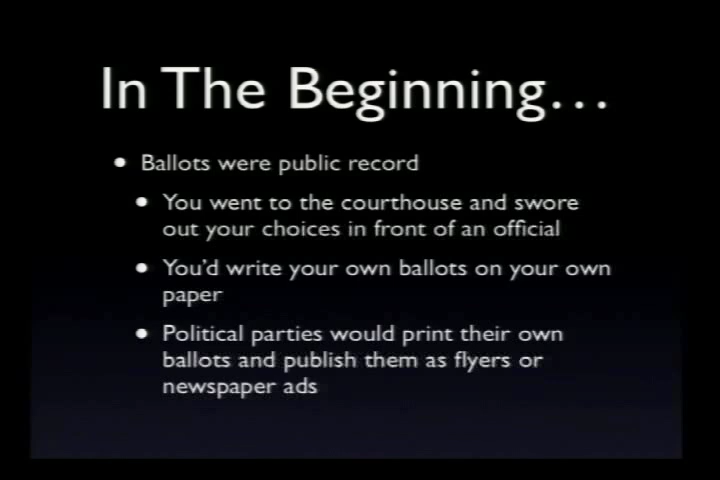 In The Beginning…
• Ballots were public record
• You went to the courthouse and swore
out your choices in front of an official
• You'd write your own ballots on your own
paper
• Political parties would print their own
ballots and publish them as flyers or
newspaper ads